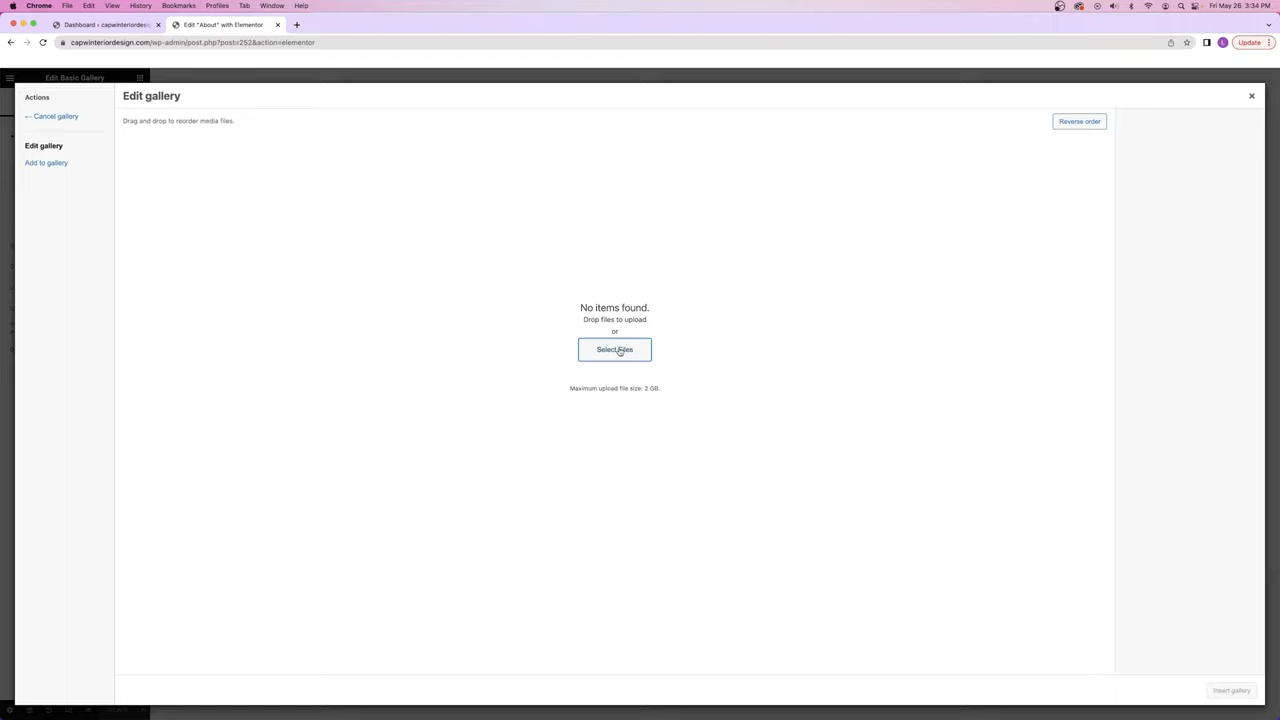 Chrome File Edit View History Bookmarks Profiles Tab Window Help Fri May 26 3:34 PM
Dashboard ‹ capwinteriordesig × Edit "About" with Elementor ×
capwinteriordesign.com/wp-admin/post.php?post=252&action=elementor Update
Edit Basic Gallery
Actions
← Cancel gallery
Edit gallery
Add to gallery
Edit gallery
Drag and drop to reorder media files.
Reverse order
No items found.
Drop files to upload
or
Select Files
Maximum upload file size: 2 GB.
Insert gallery